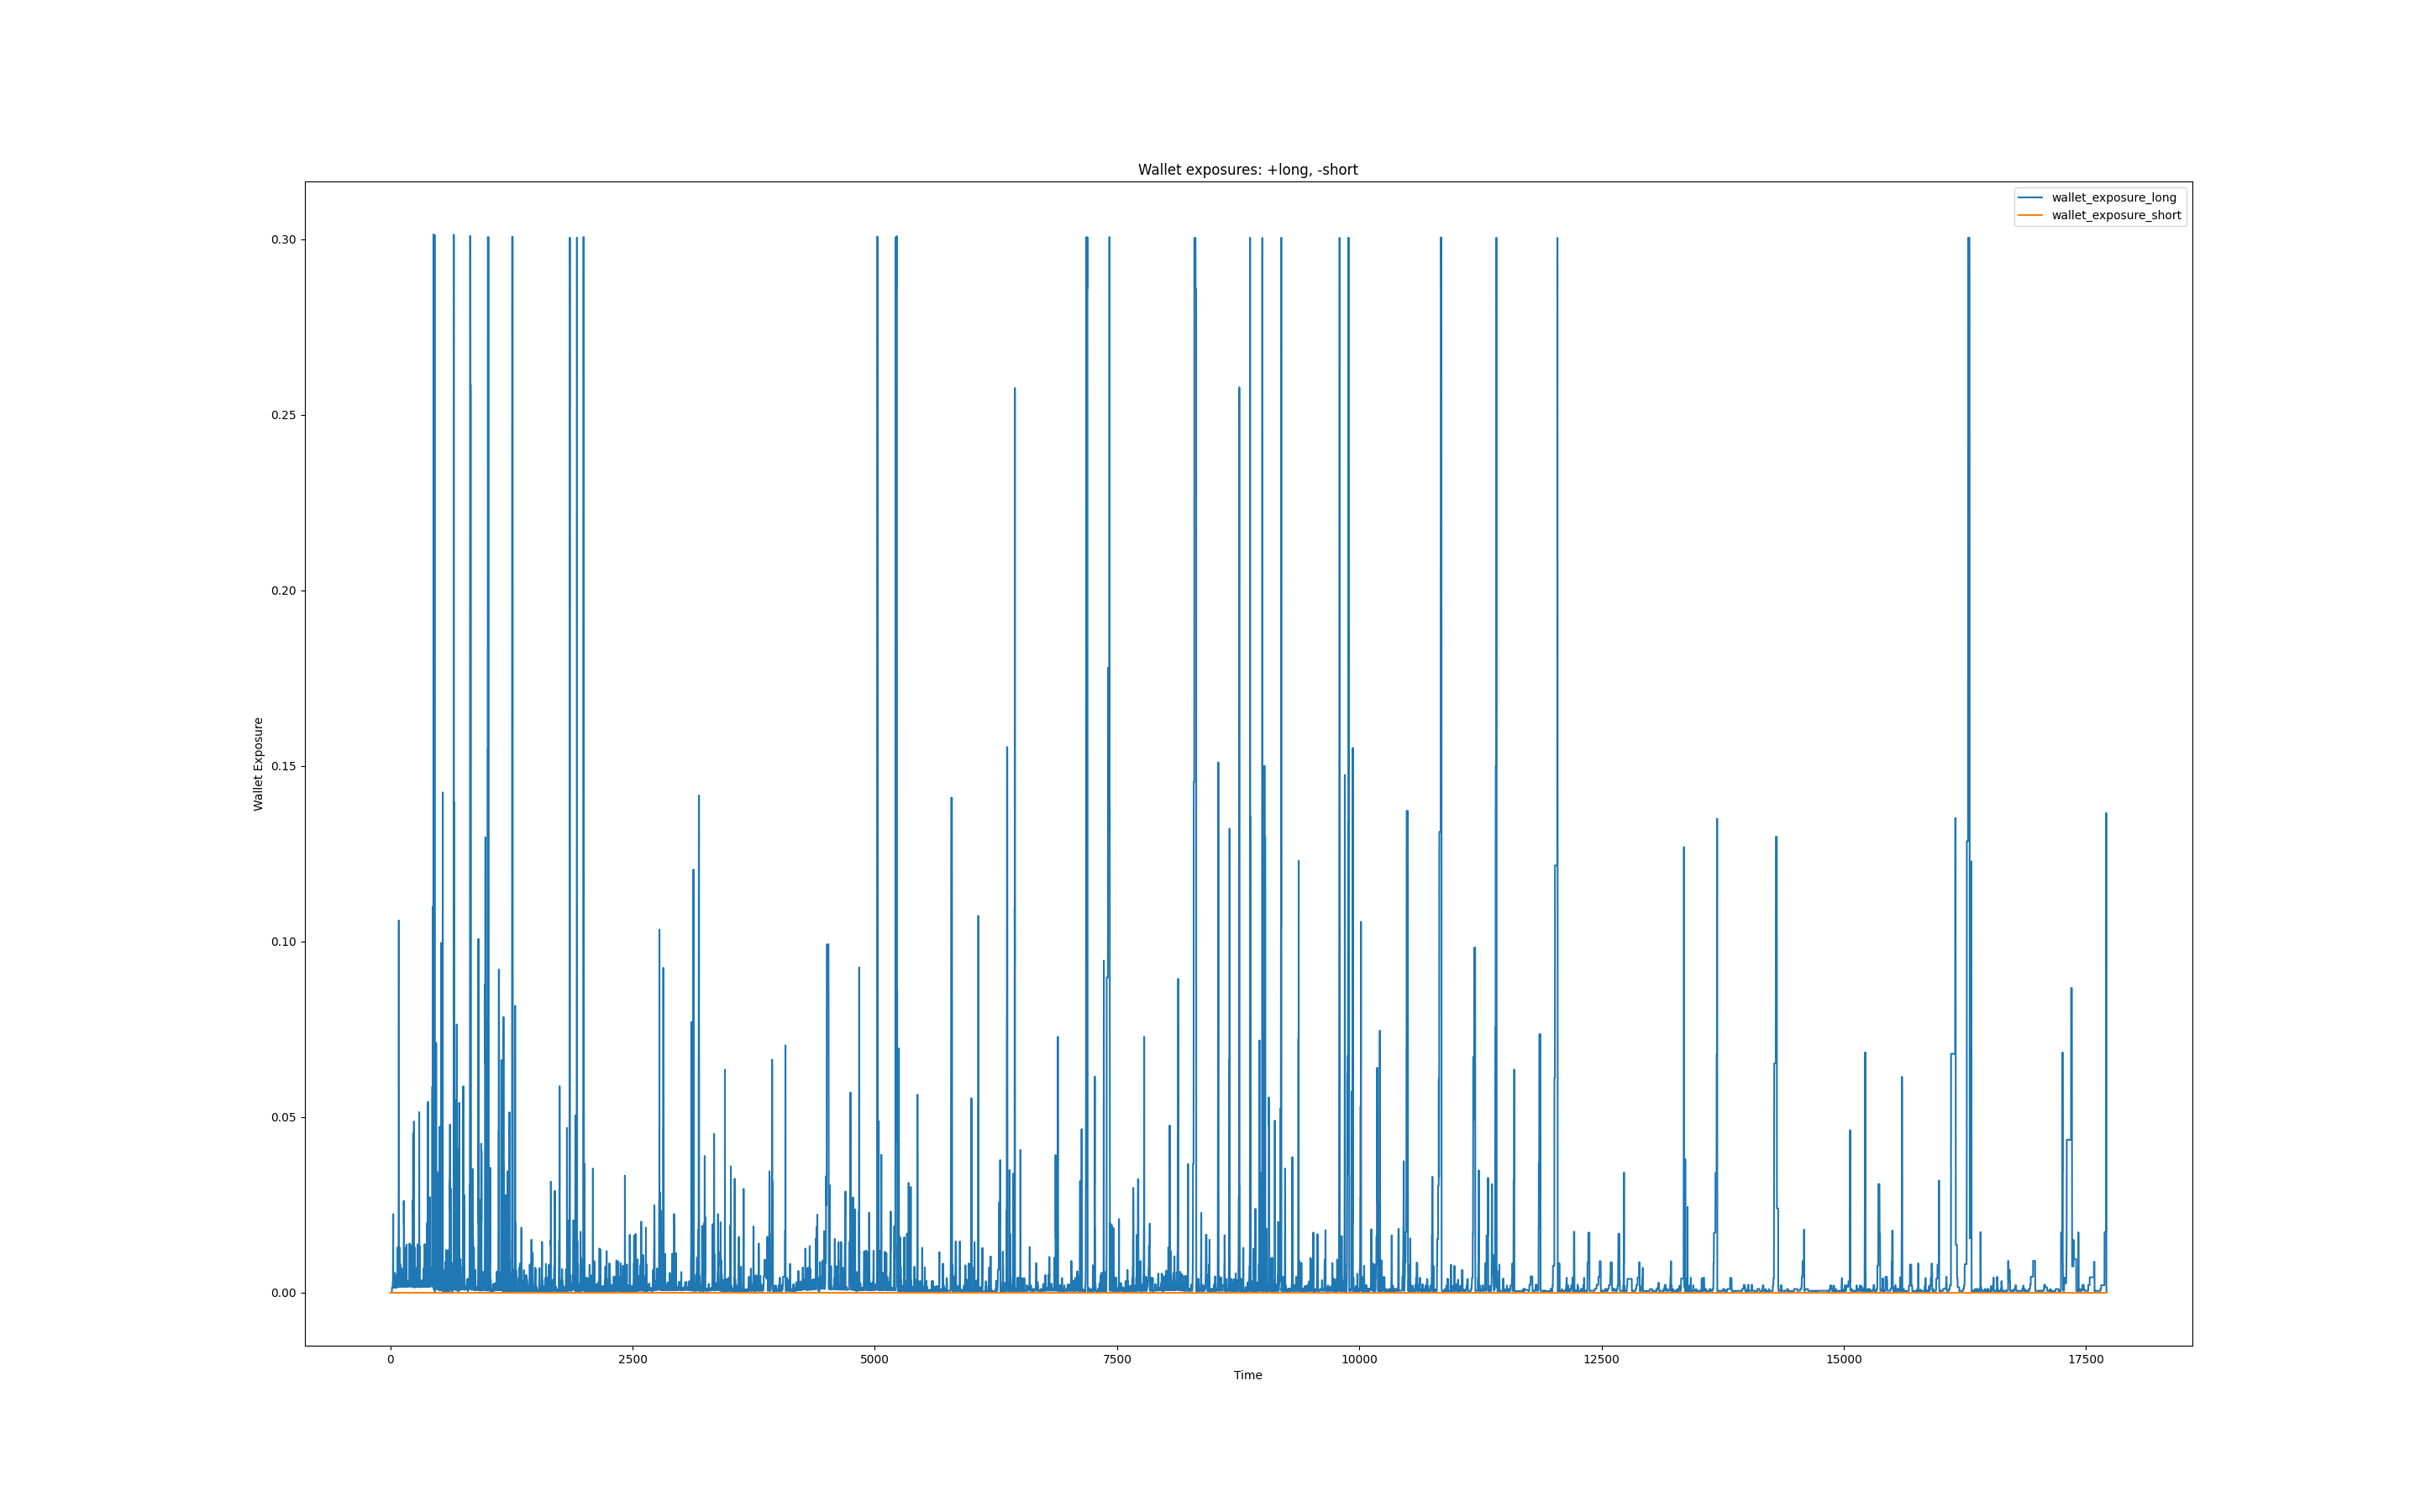 Wallet exposures: +long, -short
wallet_exposure_long
wallet_exposure_short
0.30
0.25
0.20
0.15
0.10
0.05
0.00
Wallet Exposure
0 2500 5000 7500 10000 12500 15000 17500
Time